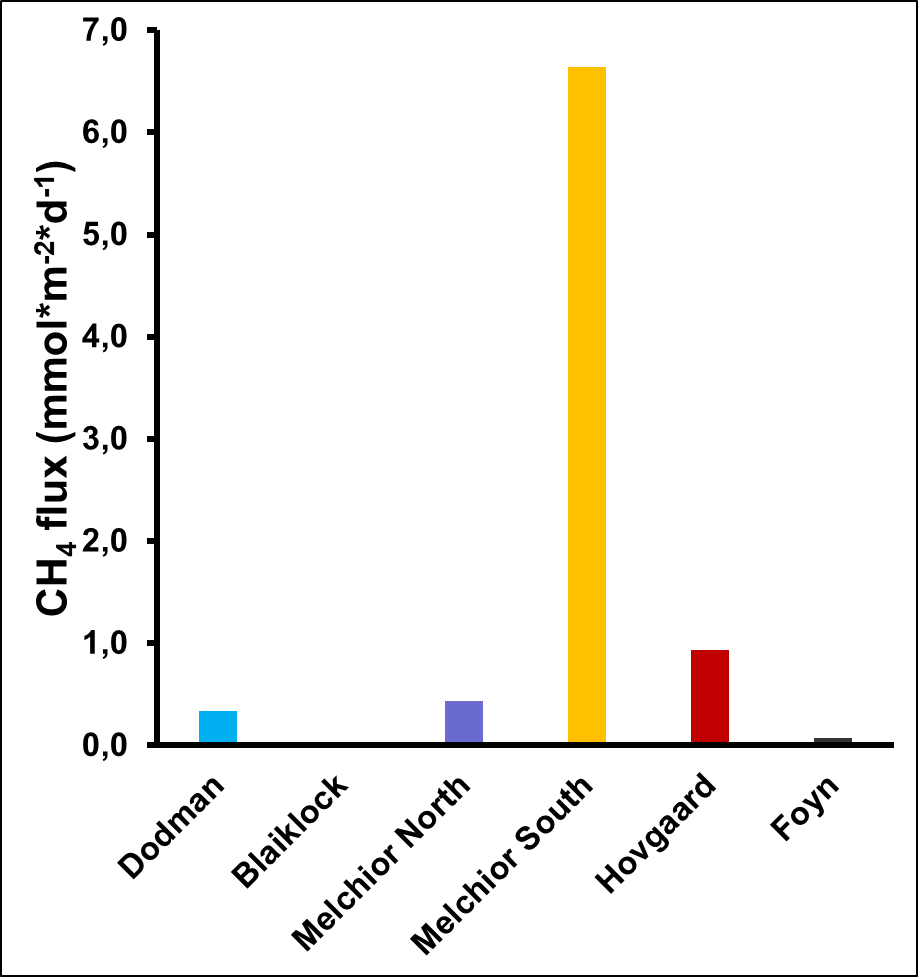 7,0
6,0
5,0
4,0
3,0
2,0
1,0
0,0
CH₄ flux (mmol*m⁻²*d⁻¹)
Dodman
Blaiklock
Melchior North
Melchior South
Hovgaard
Foyn